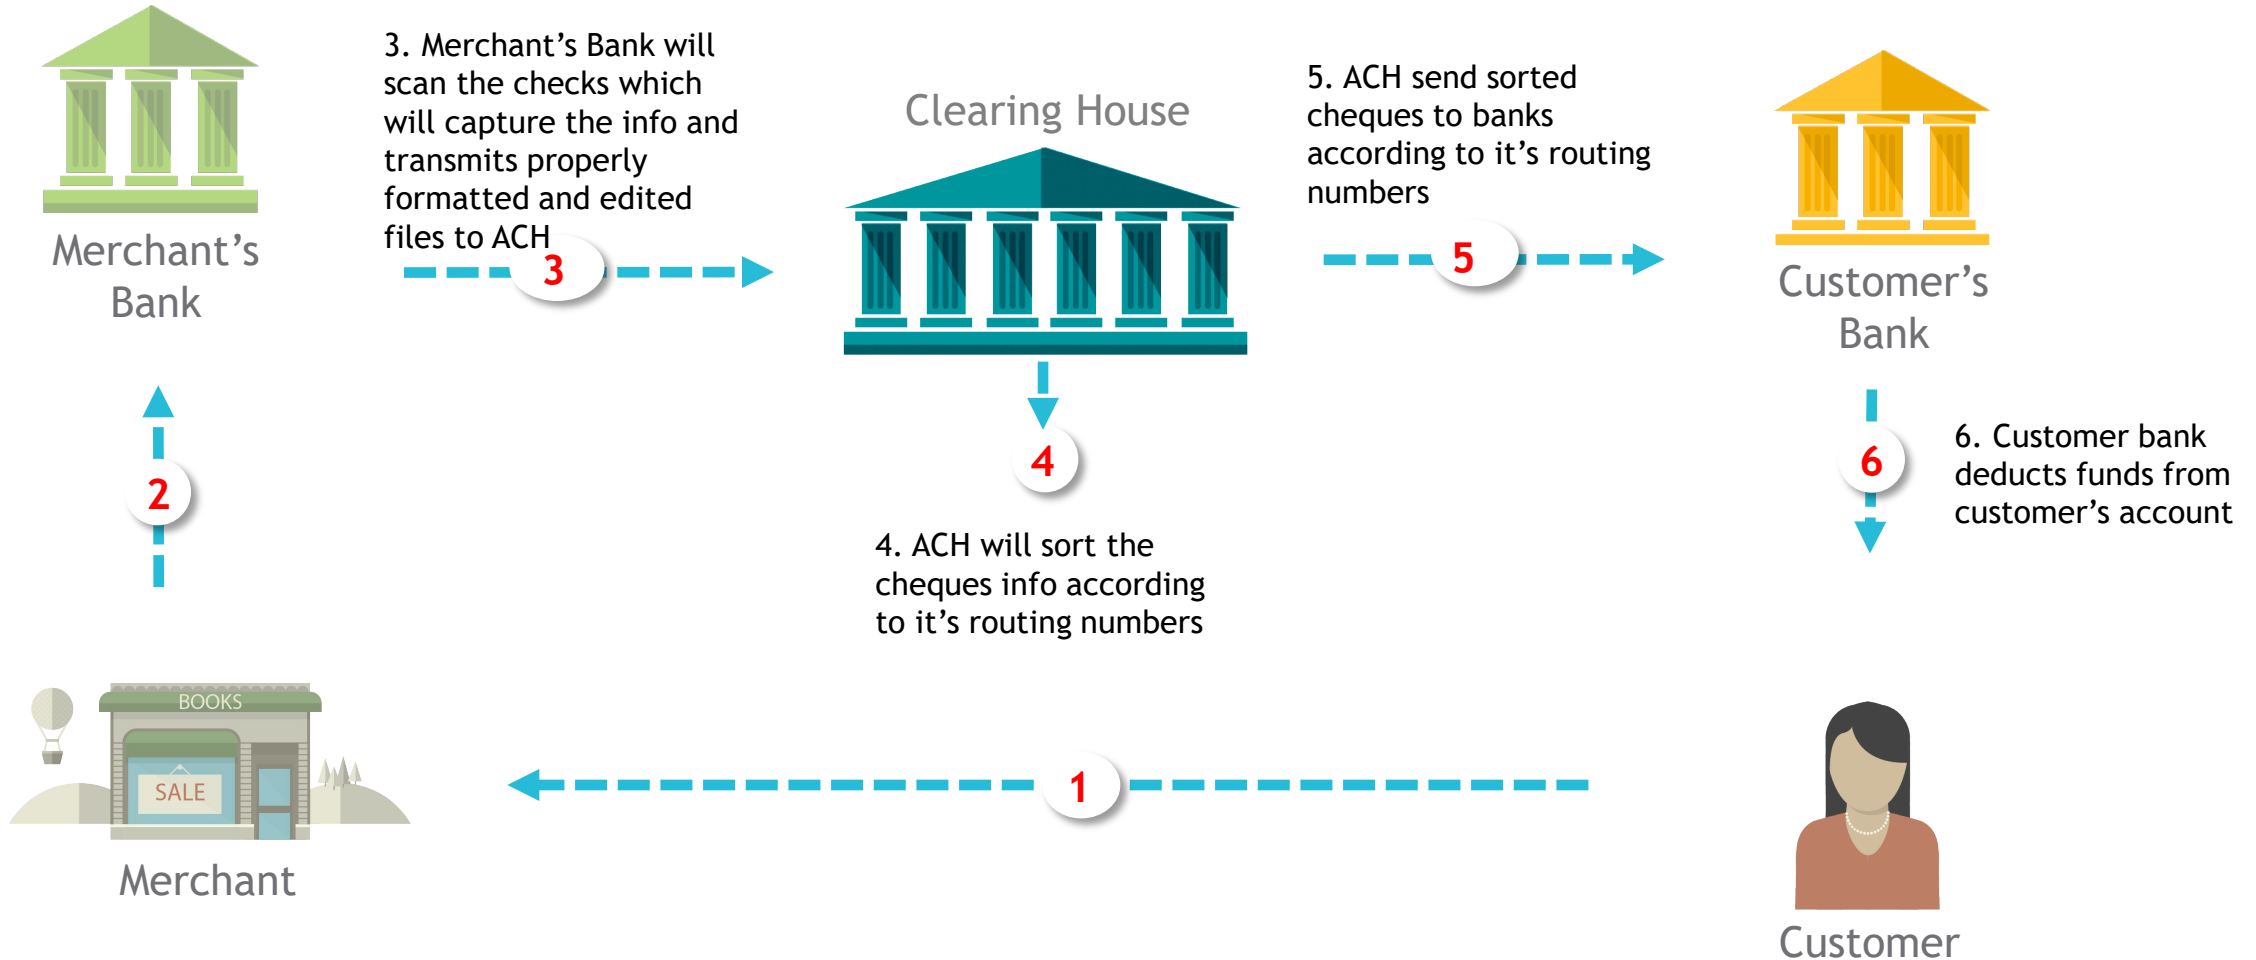 3. Merchant’s Bank will
scan the checks which
will capture the info and
transmits properly
formatted and edited
files to ACH
Clearing House
5. ACH send sorted
cheques to banks
according to it’s routing
numbers
Merchant’s
Bank
3
5
Customer’s
Bank
2
4
6
6. Customer bank
deducts funds from
customer’s account
4. ACH will sort the
cheques info according
to it’s routing numbers
BOOKS
SALE
1
Merchant
Customer